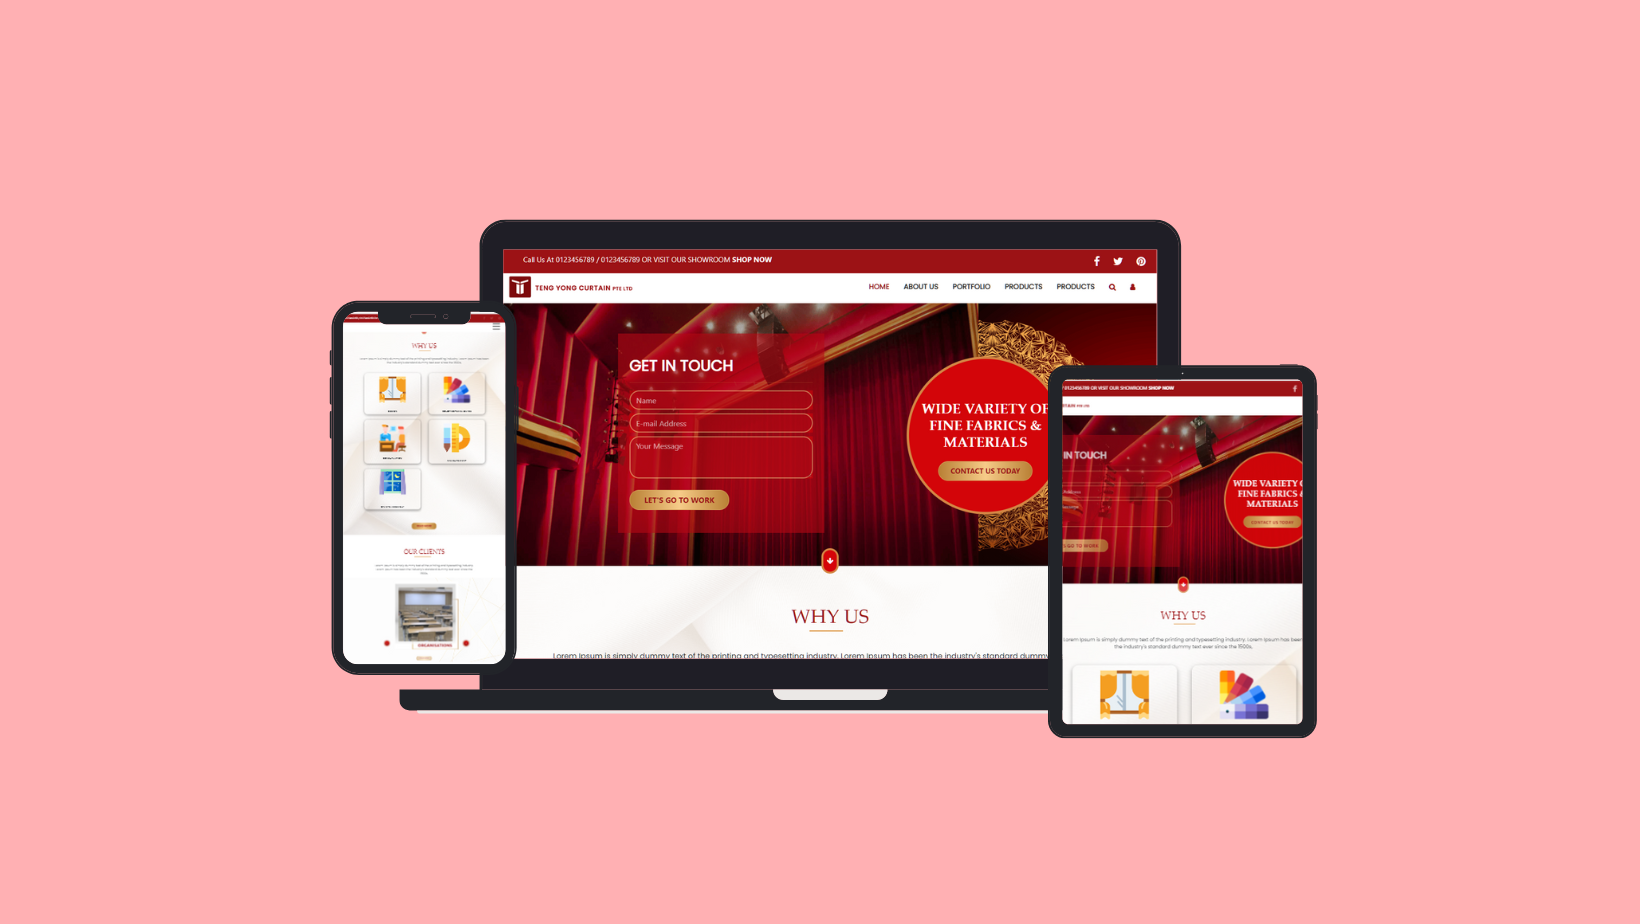 Call Us At 0123456789 / 0123456789 OR VISIT OUR SHOWROOM SHOP NOW
TENG YONG CURTAIN PTE LTD
HOME ABOUT US PORTFOLIO PRODUCTS PRODUCTS
GET IN TOUCH
Name
E-mail Address
Your Message
LET'S GO TO WORK
WIDE VARIETY OF
FINE FABRICS &
MATERIALS
CONTACT US TODAY
WHY US
Lorem Ipsum is simply dummy text of the printing and typesetting industry. Lorem Ipsum has been the industry's standard dummy
WHY US
OUR CLIENTS
ORGANISATIONS
/ 0123456789 OR VISIT OUR SHOWROOM SHOP NOW
URTAIN PTE LTD
IN TOUCH
Address
S GO TO WORK
WIDE VARIETY O
FINE FABRICS &
MATERIALS
CONTACT US TODAY
WHY US
Lorem Ipsum is simply dummy text of the printing and typesetting industry. Lorem Ipsum has been
the industry's standard dummy text ever since the 1500s,